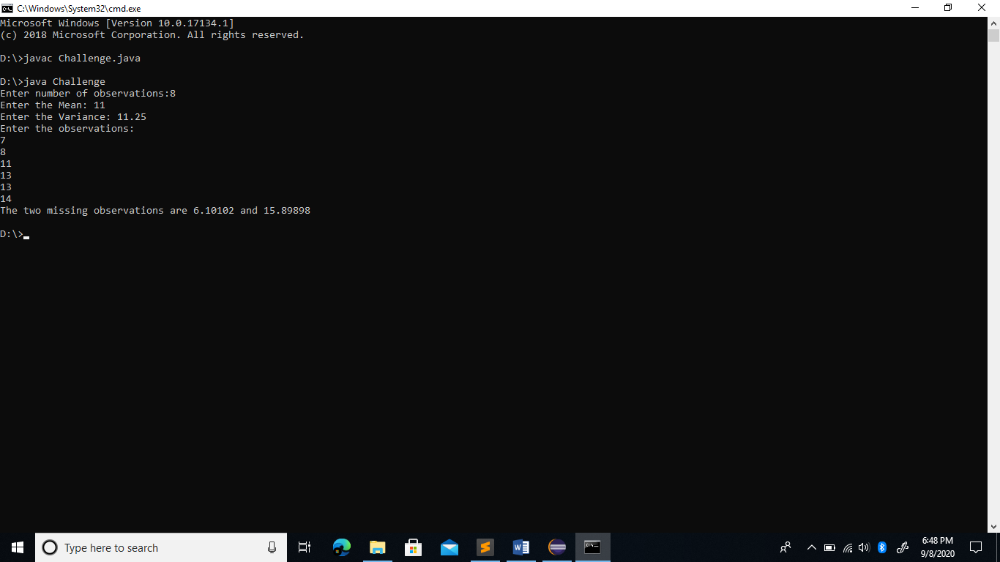 C:\Windows\System32\cmd.exe
Microsoft Windows [Version 10.0.17134.1]
(c) 2018 Microsoft Corporation. All rights reserved.
D:\>javac Challenge.java
D:\>java Challenge
Enter number of observations:8
Enter the Mean: 11
Enter the Variance: 11.25
Enter the observations:
7
8
11
13
13
14
The two missing observations are 6.10102 and 15.89898
D:\>
Type here to search
6:48 PM
9/8/2020